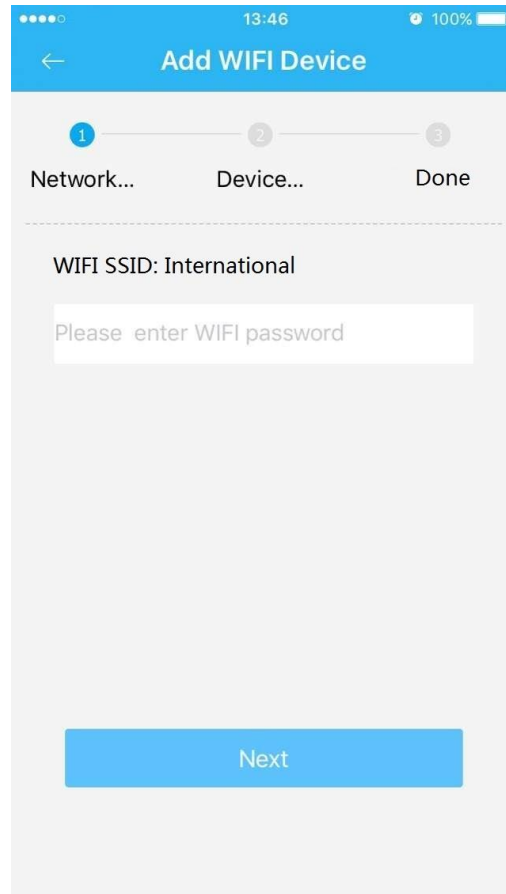 13:46 100%
Add WIFI Device
1 2 3
Network... Device... Done
WIFI SSID: International
Please enter WIFI password
Next